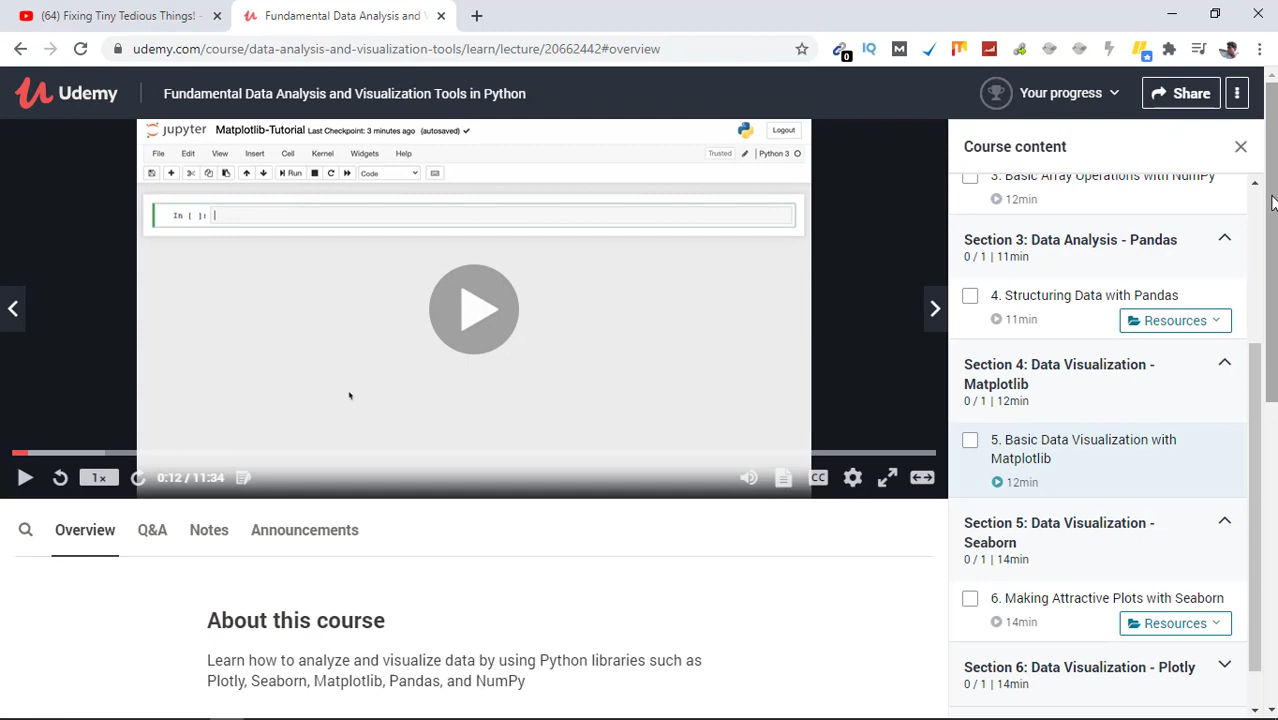 (64) Fixing Tiny Tedious Things! -
Fundamental Data Analysis and V
udemy.com/course/data-analysis-and-visualization-tools/learn/lecture/20662442#overview
0
IQ
M
Udemy
Fundamental Data Analysis and Visualization Tools in Python
Your progress
Share
jupyter Matplotlib-Tutorial Last Checkpoint: 3 minutes ago (autosaved)
Logout
File Edit View Insert Cell Kernel Widgets Help
Trusted
Python 3
Run
Code
In [ ]:
1x
0:12 / 11:34
CC
Course content
3. Basic Array Operations with NumPy
12min
Section 3: Data Analysis - Pandas
0 / 1 | 11min
4. Structuring Data with Pandas
11min
Resources
Section 4: Data Visualization -
Matplotlib
0 / 1 | 12min
5. Basic Data Visualization with
Matplotlib
12min
Section 5: Data Visualization -
Seaborn
0 / 1 | 14min
6. Making Attractive Plots with Seaborn
14min
Resources
Section 6: Data Visualization - Plotly
0 / 1 | 14min
Overview
Q&A
Notes
Announcements
About this course
Learn how to analyze and visualize data by using Python libraries such as
Plotly, Seaborn, Matplotlib, Pandas, and NumPy